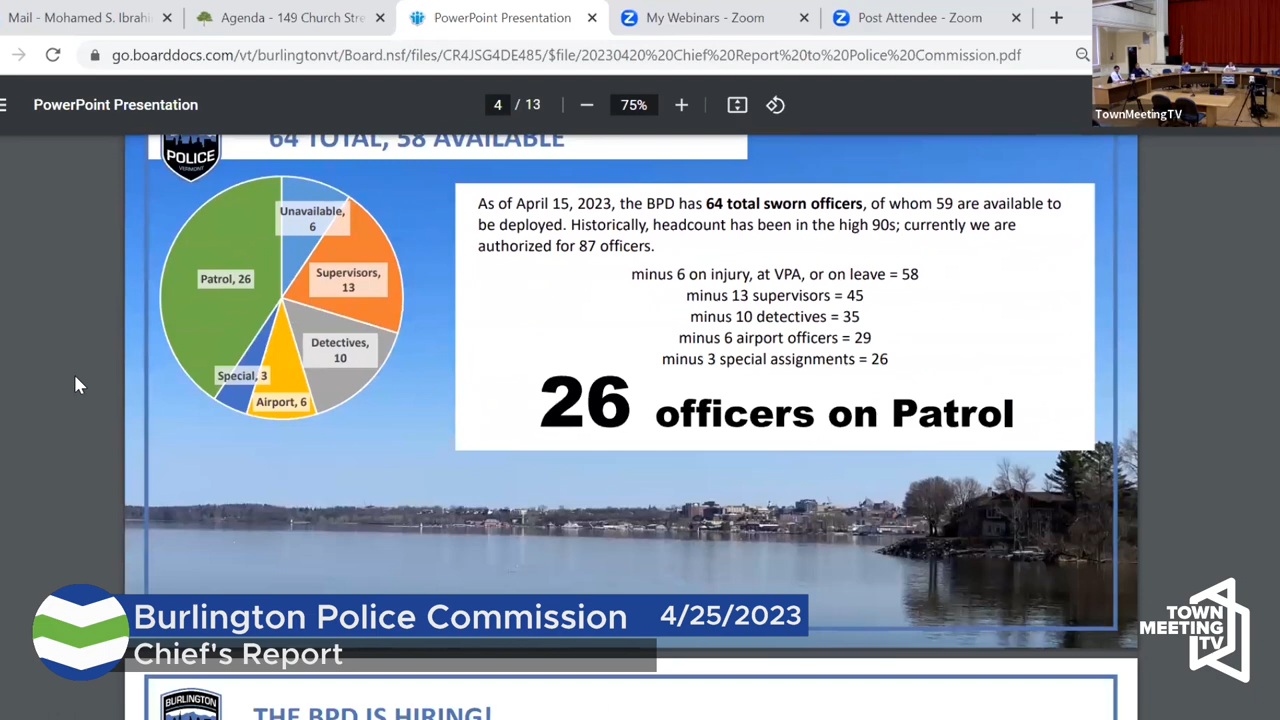 Mail - Mohamed S. Ibrahi
Agenda - 149 Church Stre
PowerPoint Presentation
My Webinars - Zoom
Post Attendee - Zoom
go.boarddocs.com/vt/burlingtonvt/Board.nsf/files/CR4JSG4DE485/$file/20230420%20Chief%20Report%20to%20Police%20Commission.pdf
TownMeetingTV
PowerPoint Presentation
4 / 13
75%
64 TOTAL, 58 AVAILABLE
POLICE
VERMONT
Unavailable,
6
Supervisors,
13
Patrol, 26
Detectives,
10
Special, 3
Airport, 6
As of April 15, 2023, the BPD has 64 total sworn officers, of whom 59 are available to
be deployed. Historically, headcount has been in the high 90s; currently we are
authorized for 87 officers.
minus 6 on injury, at VPA, or on leave = 58
minus 13 supervisors = 45
minus 10 detectives = 35
minus 6 airport officers = 29
minus 3 special assignments = 26
26 officers on Patrol
Burlington Police Commission 4/25/2023
Chief's Report
TOWN
MEETING
TV
BURLINGTON
THE BPD IS HIRING!